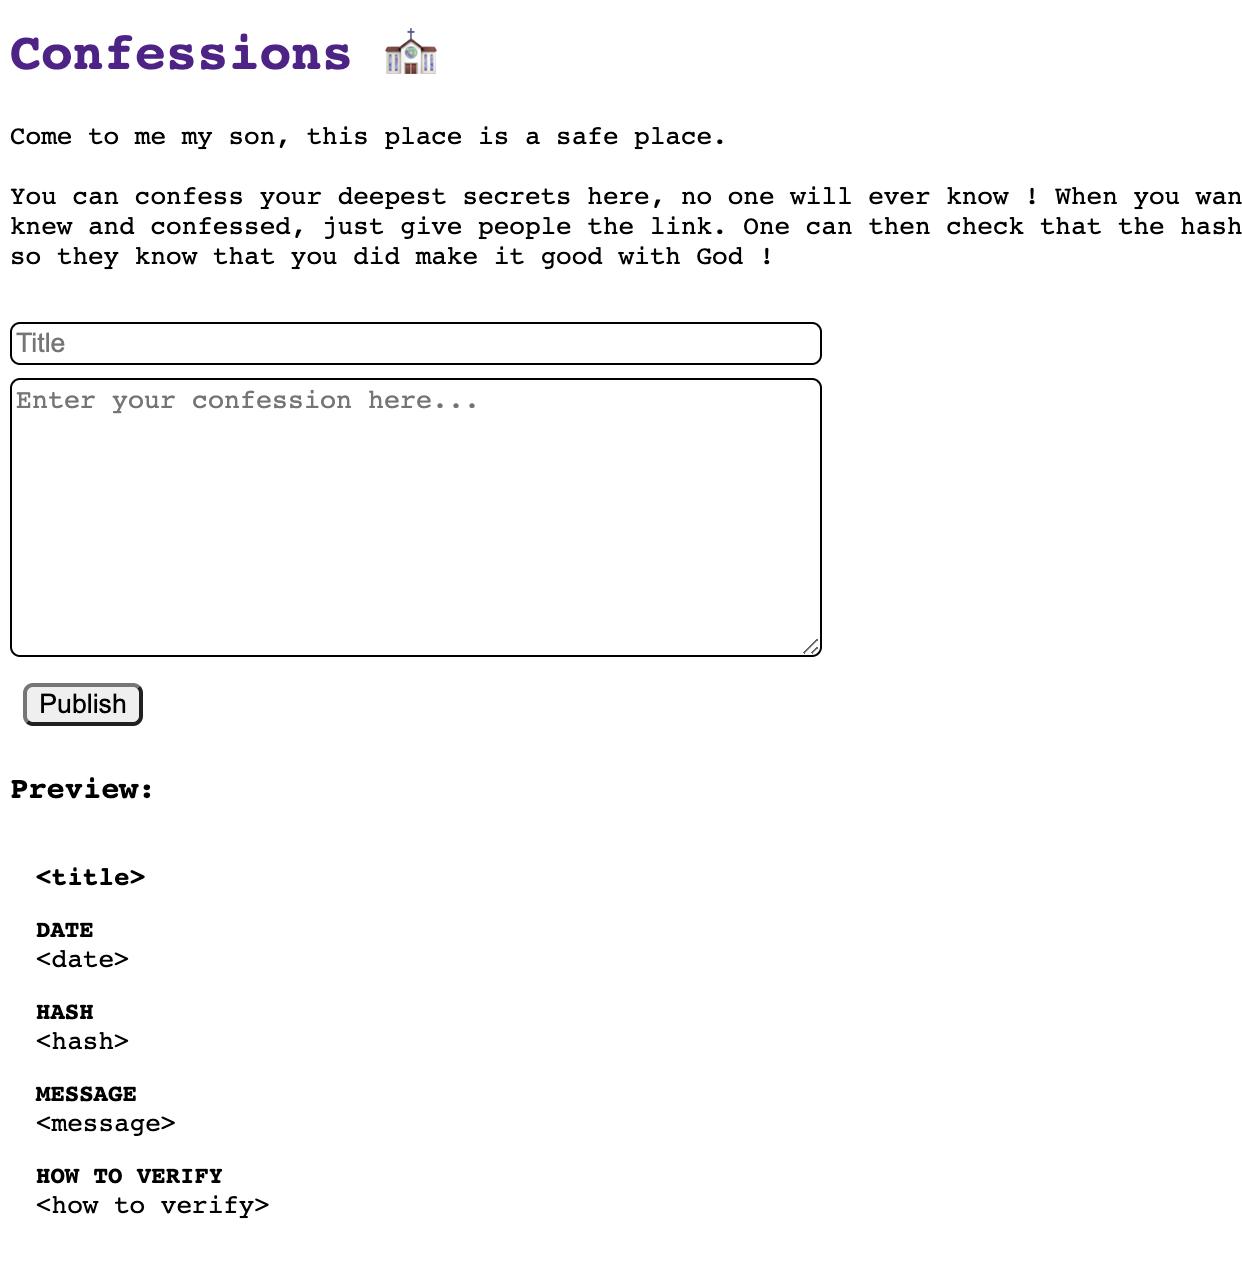 Confessions
Come to me my son, this place is a safe place.
You can confess your deepest secrets here, no one will ever know ! When you wan
knew and confessed, just give people the link. One can then check that the hash
so they know that you did make it good with God !
Title
Enter your confession here...
Publish
Preview:
<title>
DATE
<date>
HASH
<hash>
MESSAGE
<message>
HOW TO VERIFY
<how to verify>